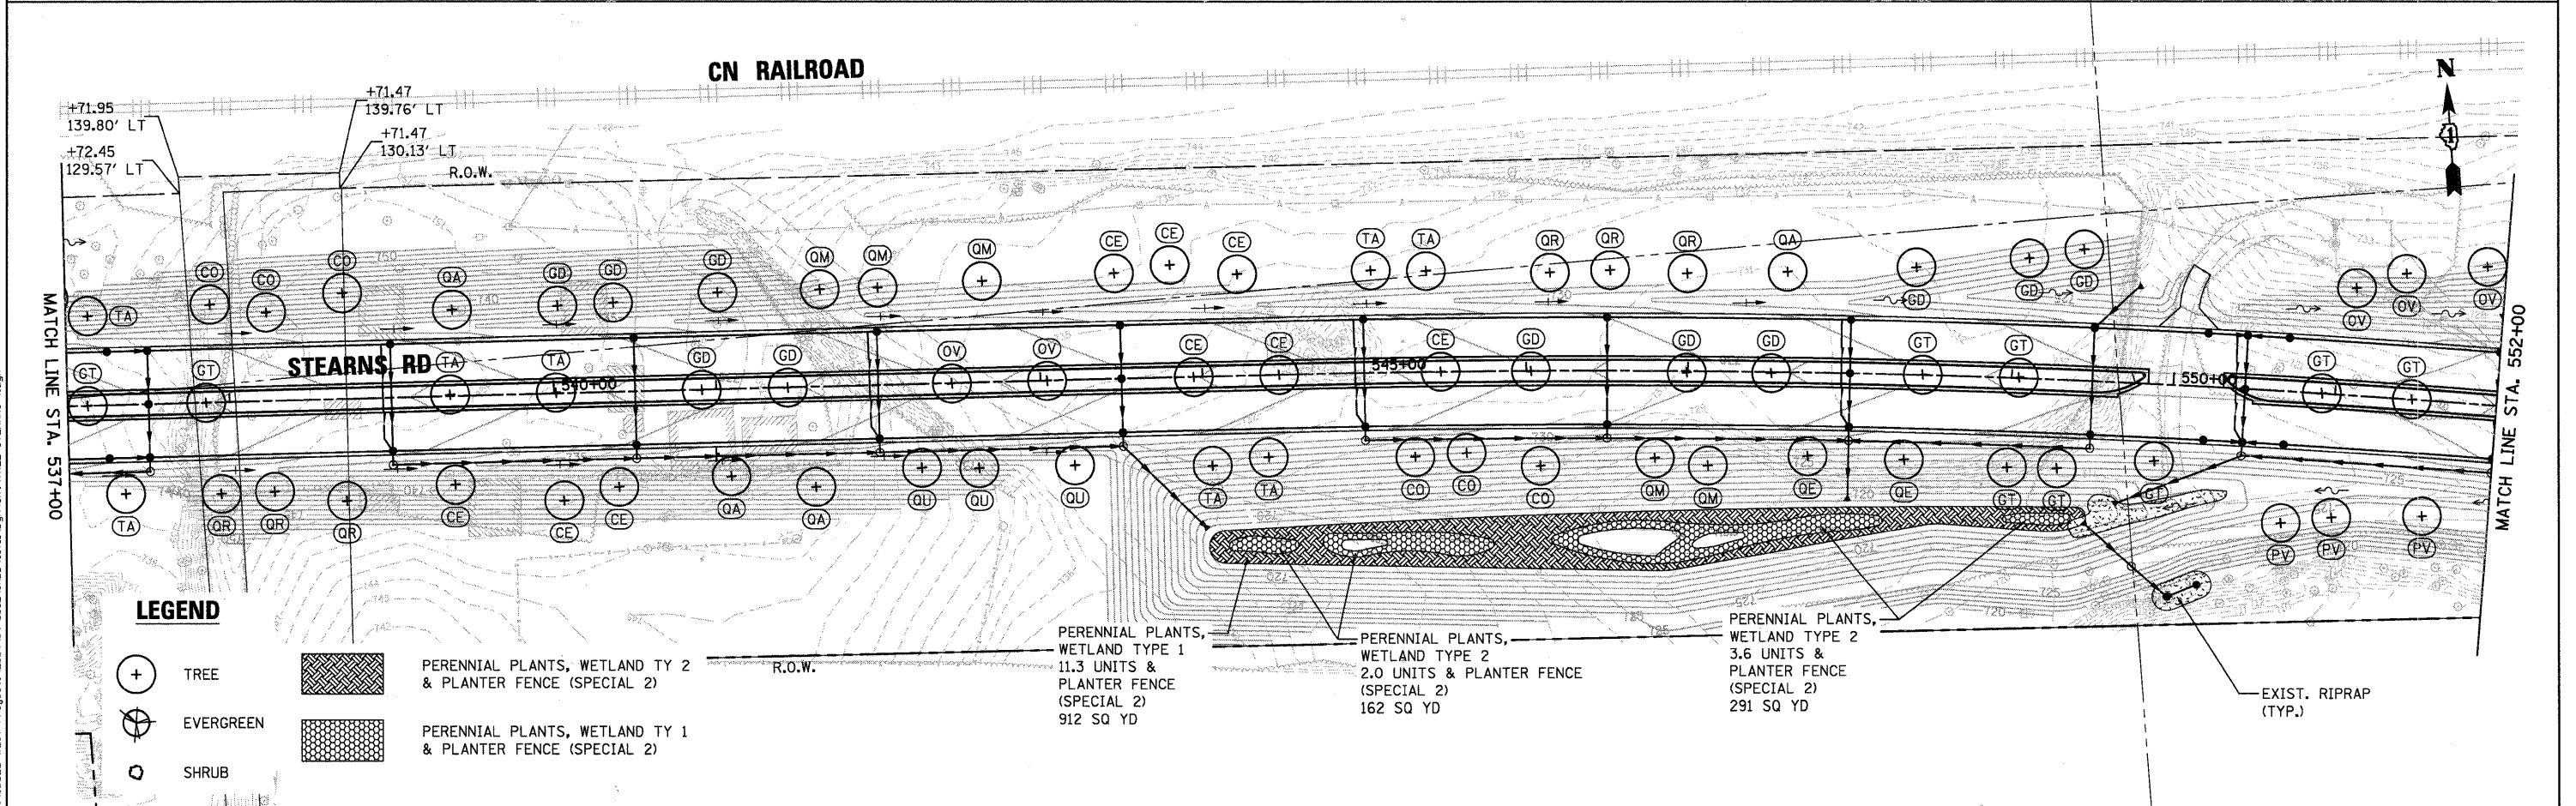 CN RAILROAD
N
+71.95
139.80' LT
+72.45
129.57' LT
+71.47
139.76' LT
+71.47
130.13' LT
R.O.W.
CO CO CO QA GD GD GD QM QM QM CE CE CE TA TA QR QR QR QA GD GD GD OV OV OV
TA
MATCH LINE STA. 537+00
STEARNS RD
GT GT TA TA GD GD OV OV CE CE CE GD GD GD GT GT GT GT
540+00
545+00
550+00
MATCH LINE STA. 552+00
TA QR QR QR CE CE CE QA QA QU QU QU TA TA CO CO CO QM QM QE QE GT GT GT PV PV PV
LEGEND
TREE
EVERGREEN
SHRUB
PERENNIAL PLANTS, WETLAND TY 2
& PLANTER FENCE (SPECIAL 2)
PERENNIAL PLANTS, WETLAND TY 1
& PLANTER FENCE (SPECIAL 2)
R.O.W.
PERENNIAL PLANTS,
WETLAND TYPE 1
11.3 UNITS &
PLANTER FENCE
(SPECIAL 2)
912 SQ YD
PERENNIAL PLANTS,
WETLAND TYPE 2
2.0 UNITS & PLANTER FENCE
(SPECIAL 2)
162 SQ YD
PERENNIAL PLANTS,
WETLAND TYPE 2
3.6 UNITS &
PLANTER FENCE
(SPECIAL 2)
291 SQ YD
EXIST. RIPRAP
(TYP.)